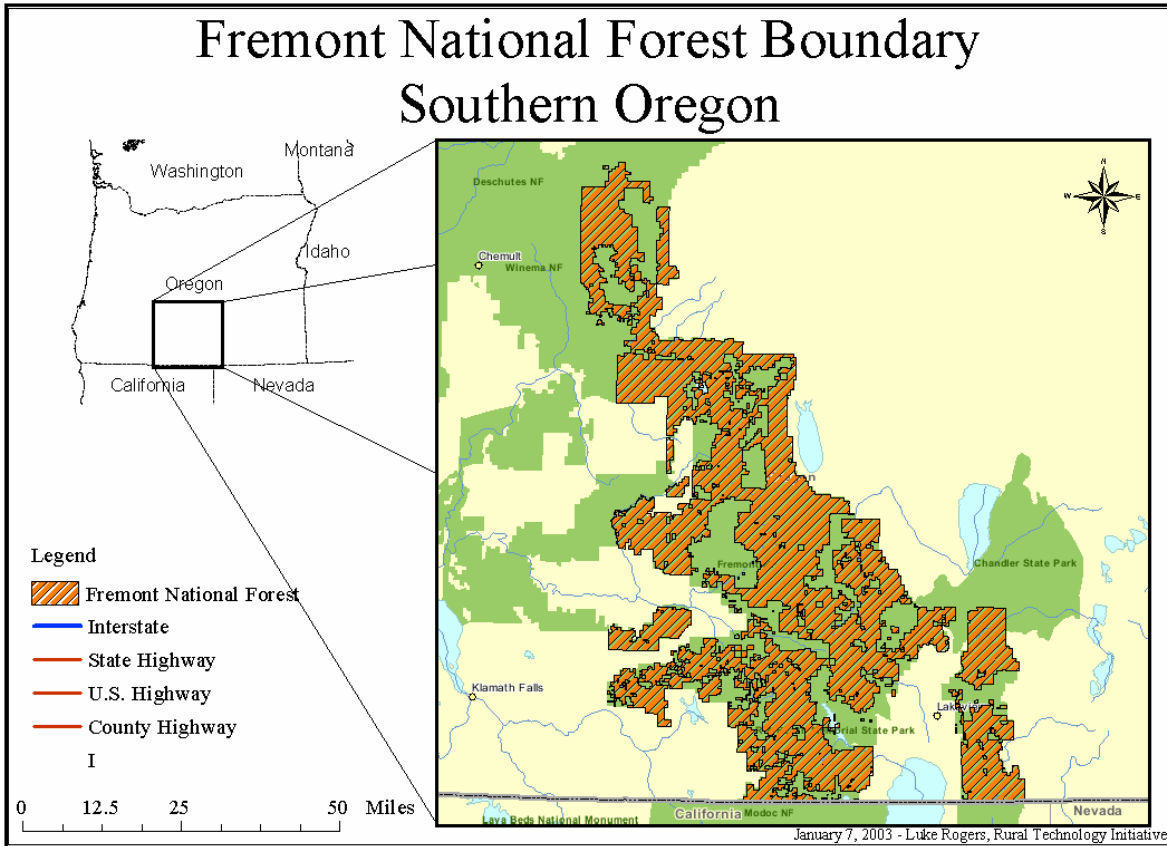 Fremont National Forest Boundary
Southern Oregon
Washington
Montana
Idaho
Oregon
California
Nevada
Deschutes NF
Chemult
Winema NF
N
W
E
S
Fremont
Chandler State Park
Klamath Falls
State Park
California
Modoc NF
Nevada
Lava Beds National Monument
Legend
Fremont National Forest
Interstate
State Highway
U.S. Highway
County Highway
I
0 12.5 25 50 Miles
January 7, 2003 - Luke Rogers, Rural Technology Initiative